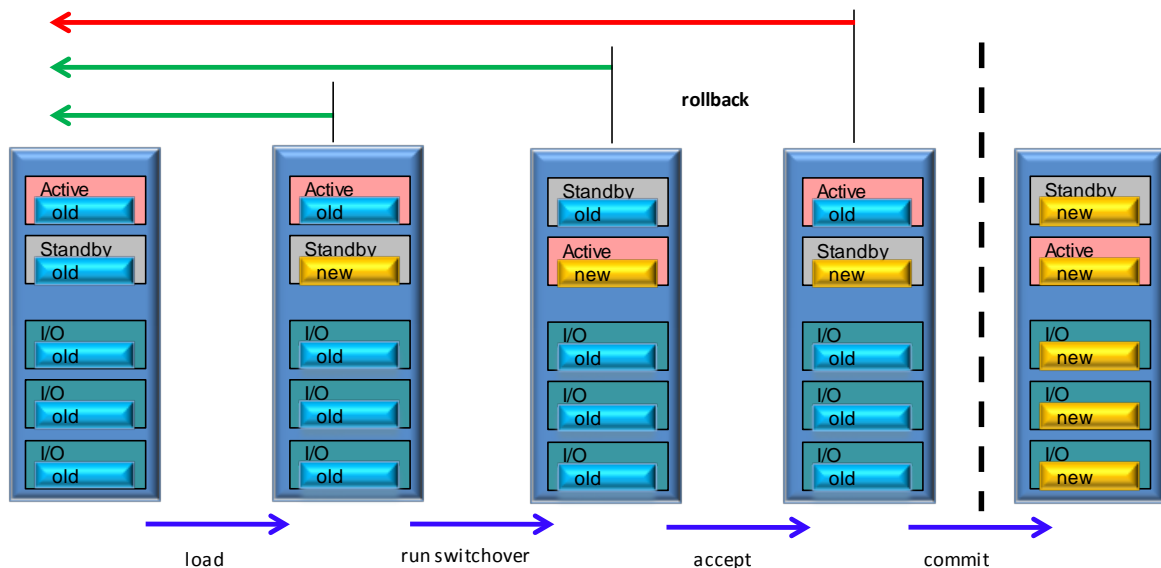 rollback
Active
old
Standby
old
I/O
old
I/O
old
I/O
old
Active
old
Standby
new
I/O
old
I/O
old
I/O
old
Standby
old
Active
new
I/O
old
I/O
old
I/O
old
Active
old
Standby
new
I/O
old
I/O
old
I/O
old
Standby
new
Active
new
I/O
new
I/O
new
I/O
new
load
run switchover
accept
commit